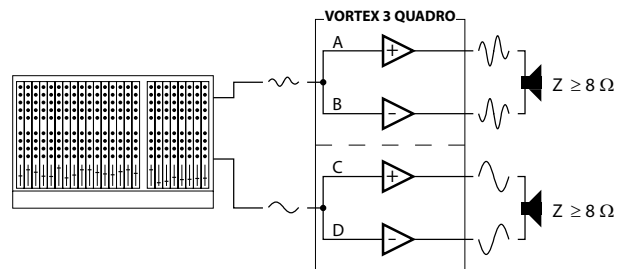 VORTEX 3 QUADRO
A
+
B
-
Z ≥ 8 Ω
C
+
D
-
Z ≥ 8 Ω